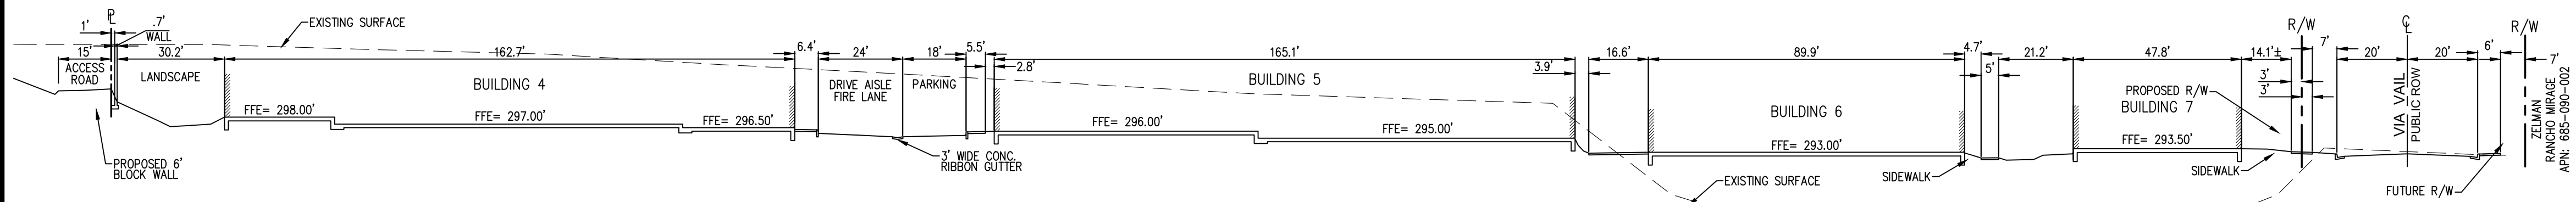 ℄
1'
.7'
WALL
EXISTING SURFACE
15'
30.2'
162.7'
6.4'
24'
18'
5.5'
2.8'
165.1'
3.9'
16.6'
89.9'
4.7'
5'
21.2'
47.8'
14.1'±
R/W
7'
3'
3'
20'
℄
20'
6'
R/W
7'
ACCESS
ROAD
LANDSCAPE
BUILDING 4
DRIVE AISLE
FIRE LANE
PARKING
BUILDING 5
BUILDING 6
PROPOSED R/W
BUILDING 7
VIA VAIL
PUBLIC ROW
ZELMAN
RANCHO MIRAGE
APN: 685-090-002
FFE= 298.00'
FFE= 297.00'
FFE= 296.50'
FFE= 296.00'
FFE= 295.00'
FFE= 293.00'
FFE= 293.50'
PROPOSED 6'
BLOCK WALL
3' WIDE CONC.
RIBBON GUTTER
EXISTING SURFACE
SIDEWALK
SIDEWALK
FUTURE R/W